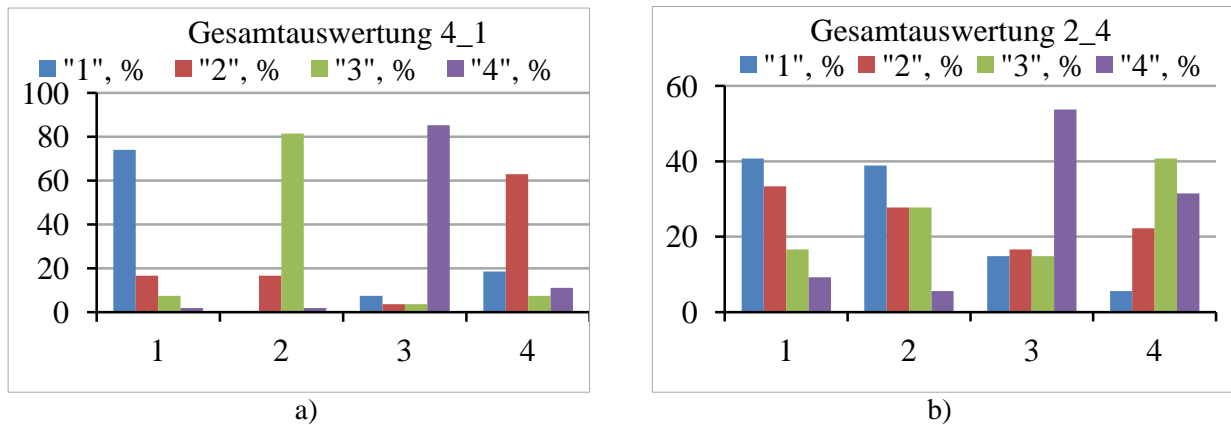 Gesamtauswertung 4_1
"1", % "2", % "3", % "4", %
100
80
60
40
20
0
1 2 3 4
a)
Gesamtauswertung 2_4
"1", % "2", % "3", % "4", %
60
40
20
0
1 2 3 4
b)